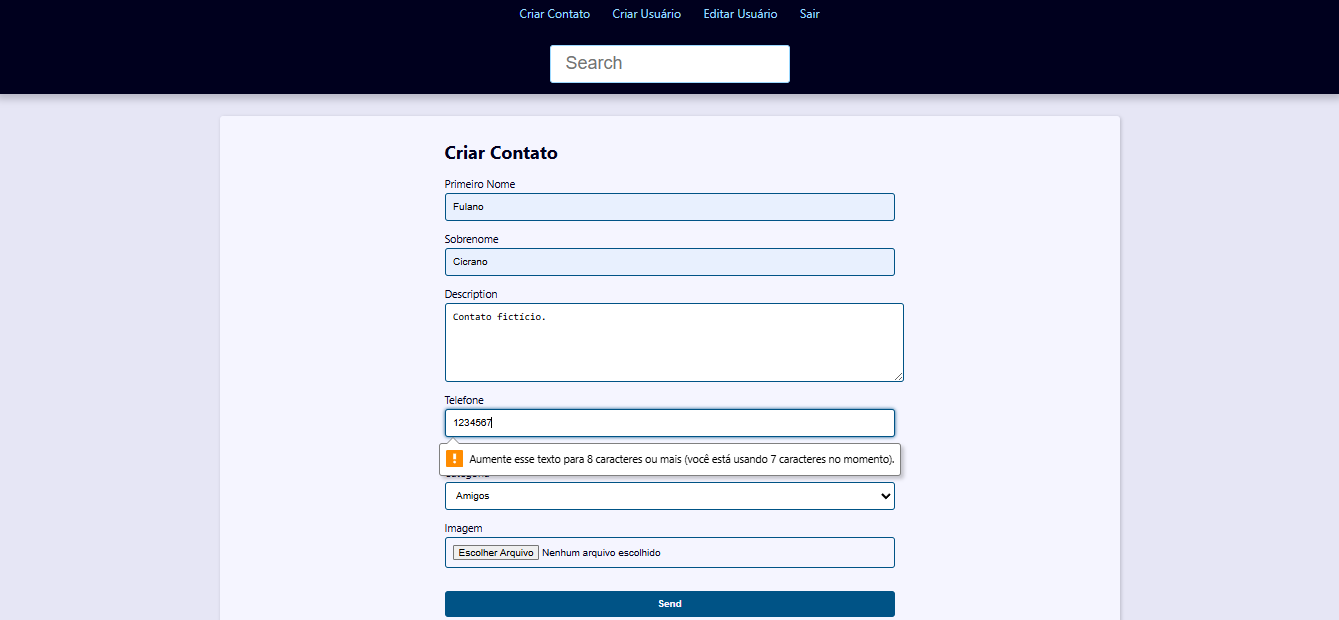 Criar Contato Criar Usuário Editar Usuário Sair
Search
Criar Contato
Primeiro Nome
Fulano
Sobrenome
Cicrano
Description
Contato fictício.
Telefone
1234567
Aumente esse texto para 8 caracteres ou mais (você está usando 7 caracteres no momento).
Amigos
Imagem
Escolher Arquivo Nenhum arquivo escolhido
Send